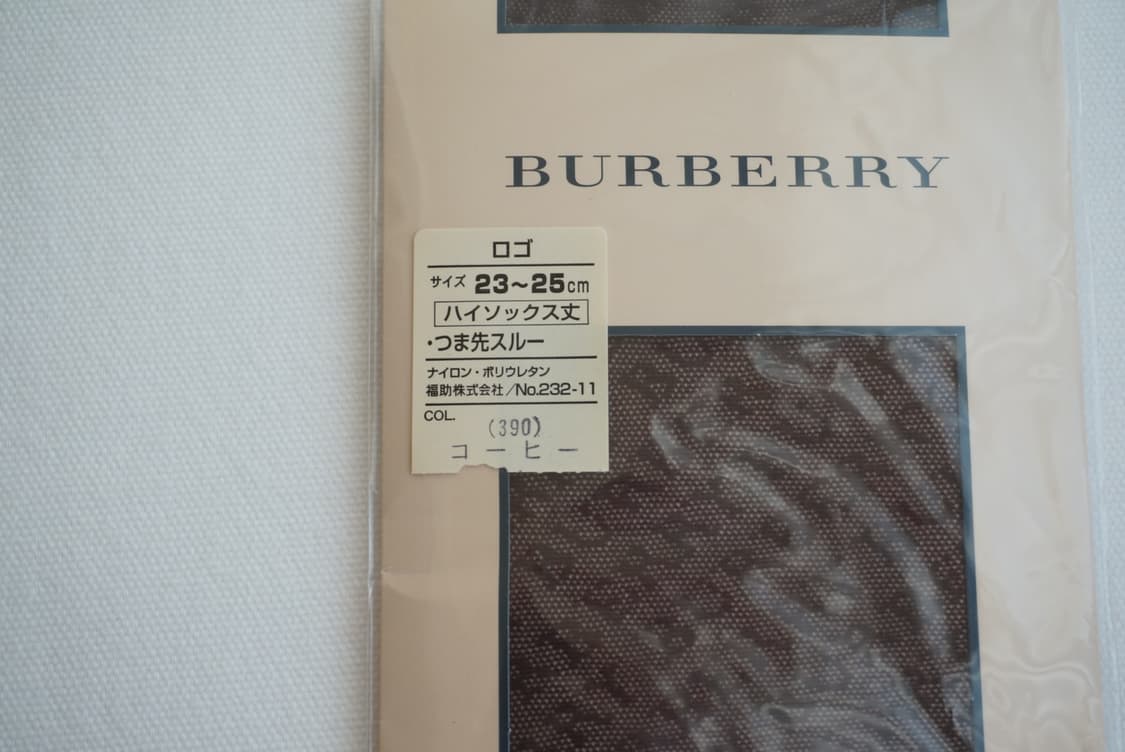 BURBERRY
ロゴ
サイズ 23～25cm
ハイソックス丈
・つま先スルー
ナイロン・ポリウレタン
福助株式会社/No.232-11
COL.
(390)
コーヒー